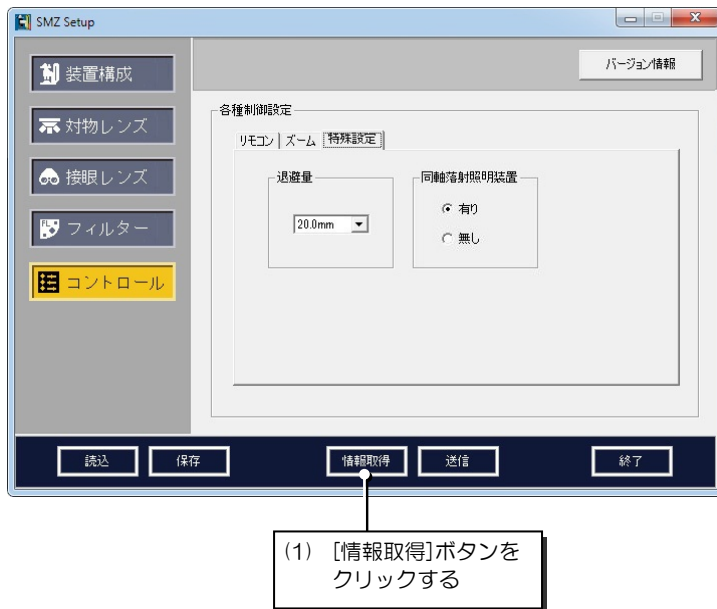 SMZ Setup
装置構成
対物レンズ
接眼レンズ
フィルター
コントロール
バージョン情報
各種制御設定
リモコン ズーム 特殊設定
退避量
20.0mm
同軸落射照明装置
有り
無し
読込 保存 情報取得 送信 終了
(1) [情報取得]ボタンを
クリックする